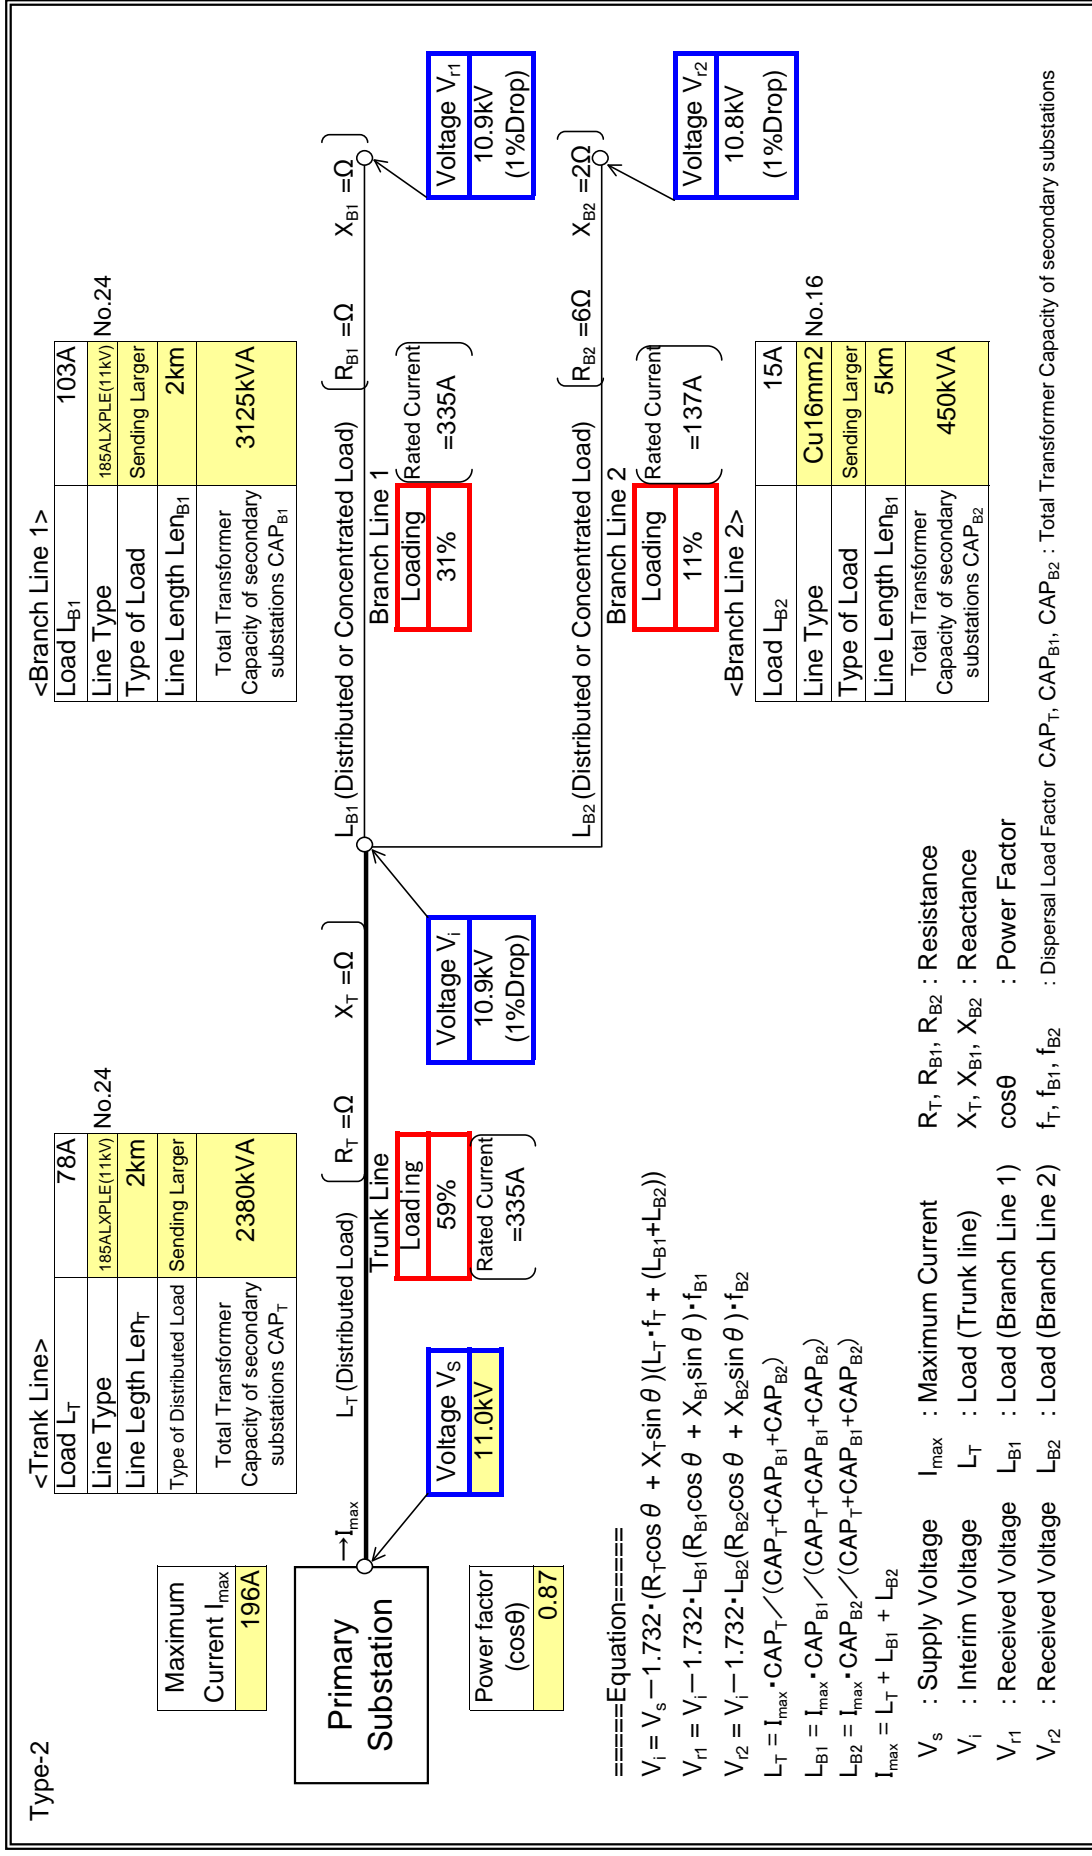 Type-2
Maximum
Current Imax
196A
<Trank Line>
Load LT 78A
Line Type 185ALXPLE(11kV) No.24
Line Legth LenT 2km
Type of Distributed Load Sending Larger
Total Transformer
Capacity of secondary
substations CAPT
2380kVA
<Branch Line 1>
Load LB1 103A
Line Type 185ALXPLE(11kV) No.24
Type of Load Sending Larger
Line Length LenB1 2km
Total Transformer
Capacity of secondary
substations CAPB1
3125kVA
Primary
Substation
→Imax
LT (Distributed Load)
RT =Ω XT =Ω
LB1 (Distributed or Concentrated Load)
RB1 =Ω XB1 =Ω
Trunk Line
Loading
59%
Rated Current
=335A
Branch Line 1
Loading
31%
Rated Current
=335A
Voltage VS
11.0kV
Voltage Vi
10.9kV
(1%Drop)
Voltage Vr1
10.9kV
(1%Drop)
Power factor
(cosθ)
0.87
LB2 (Distributed or Concentrated Load)
RB2 =6Ω XB2 =2Ω
Branch Line 2
Loading
11%
Rated Current
=137A
Voltage Vr2
10.8kV
(1%Drop)
<Branch Line 2>
Load LB2 15A
Line Type Cu16mm2 No.16
Type of Load Sending Larger
Line Length LenB1 5km
Total Transformer
Capacity of secondary
substations CAPB2
450kVA
=====Equation=====
Vi = Vs－1.732･(RTcosθ + XTsinθ)(LT･fT + (LB1+LB2))
Vr1 = Vi－1.732･LB1(RB1cosθ + XB1sinθ)･fB1
Vr2 = Vi－1.732･LB2(RB2cosθ + XB2sinθ)･fB2
LT = Imax･CAPT／(CAPT+CAPB1+CAPB2)
LB1 = Imax･CAPB1／(CAPT+CAPB1+CAPB2)
LB2 = Imax･CAPB2／(CAPT+CAPB1+CAPB2)
Imax = LT + LB1 + LB2
Vs : Supply Voltage Imax : Maximum Current RT, RB1, RB2 : Resistance
Vi : Interim Voltage LT : Load (Trunk line) XT, XB1, XB2 : Reactance
Vr1 : Received Voltage LB1 : Load (Branch Line 1) cosθ : Power Factor
Vr2 : Received Voltage LB2 : Load (Branch Line 2) fT, fB1, fB2 : Dispersal Load Factor CAPT, CAPB1, CAPB2 : Total Transformer Capacity of secondary substations